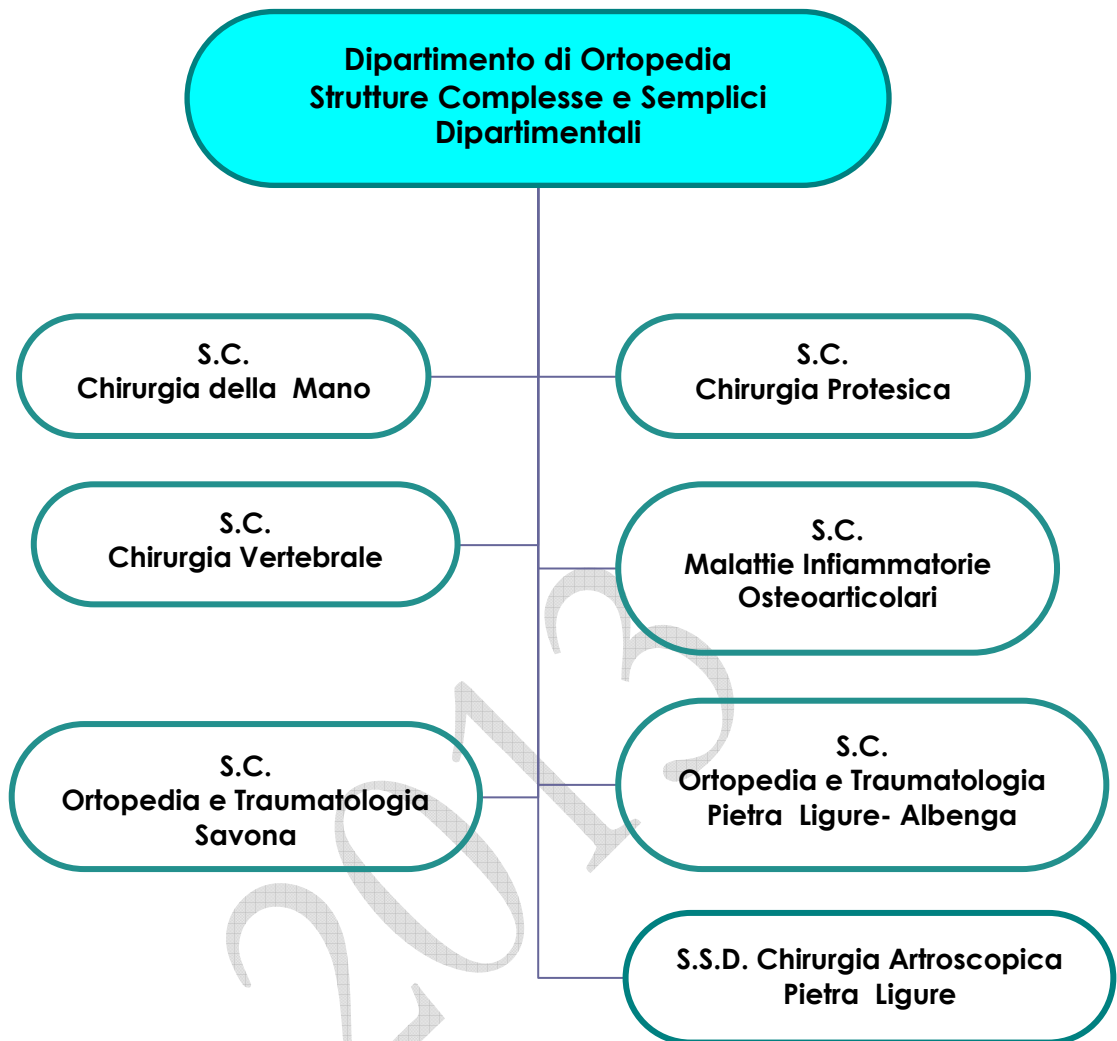 Dipartimento di Ortopedia
Strutture Complesse e Semplici
Dipartimentali
S.C.
Chirurgia della Mano
S.C.
Chirurgia Protesica
S.C.
Chirurgia Vertebrale
S.C.
Malattie Infiammatorie
Osteoarticolari
S.C.
Ortopedia e Traumatologia
Savona
S.C.
Ortopedia e Traumatologia
Pietra Ligure- Albenga
S.S.D. Chirurgia Artroscopica
Pietra Ligure
2013